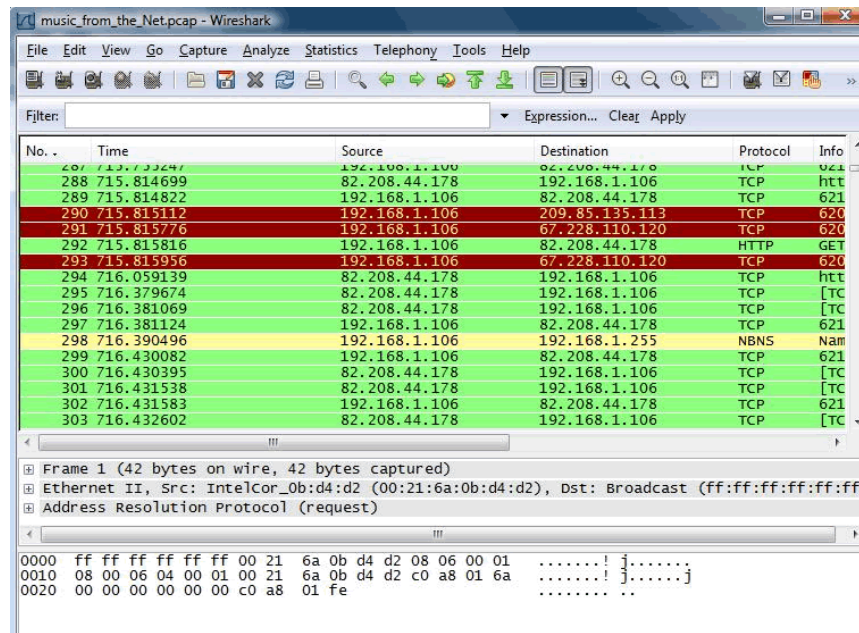 music_from_the_Net.pcap - Wireshark
File Edit View Go Capture Analyze Statistics Telephony Tools Help
Filter: Expression... Clear Apply
No. . Time Source Destination Protocol Info
287 715.755247 192.168.1.106 82.208.44.178 TCP 621
288 715.814699 82.208.44.178 192.168.1.106 TCP htt
289 715.814822 192.168.1.106 82.208.44.178 TCP 621
290 715.815112 192.168.1.106 209.85.135.113 TCP 620
291 715.815776 192.168.1.106 67.228.110.120 TCP 620
292 715.815816 192.168.1.106 82.208.44.178 HTTP GET
293 715.815956 192.168.1.106 67.228.110.120 TCP 620
294 716.059139 82.208.44.178 192.168.1.106 TCP htt
295 716.379674 82.208.44.178 192.168.1.106 TCP [TC
296 716.381069 82.208.44.178 192.168.1.106 TCP [TC
297 716.381124 192.168.1.106 82.208.44.178 TCP 621
298 716.390496 192.168.1.106 192.168.1.255 NBNS Nam
299 716.430082 192.168.1.106 82.208.44.178 TCP 621
300 716.430395 82.208.44.178 192.168.1.106 TCP [TC
301 716.431538 82.208.44.178 192.168.1.106 TCP [TC
302 716.431583 192.168.1.106 82.208.44.178 TCP 621
303 716.432602 82.208.44.178 192.168.1.106 TCP [TC
Frame 1 (42 bytes on wire, 42 bytes captured)
Ethernet II, Src: IntelCor_0b:d4:d2 (00:21:6a:0b:d4:d2), Dst: Broadcast (ff:ff:ff:ff:ff:ff
Address Resolution Protocol (request)
0000 ff ff ff ff ff ff 00 21 6a 0b d4 d2 08 06 00 01 .......! j.......
0010 08 00 06 04 00 01 00 21 6a 0b d4 d2 c0 a8 01 6a .......! j......j
0020 00 00 00 00 00 00 c0 a8 01 fe ........ ..